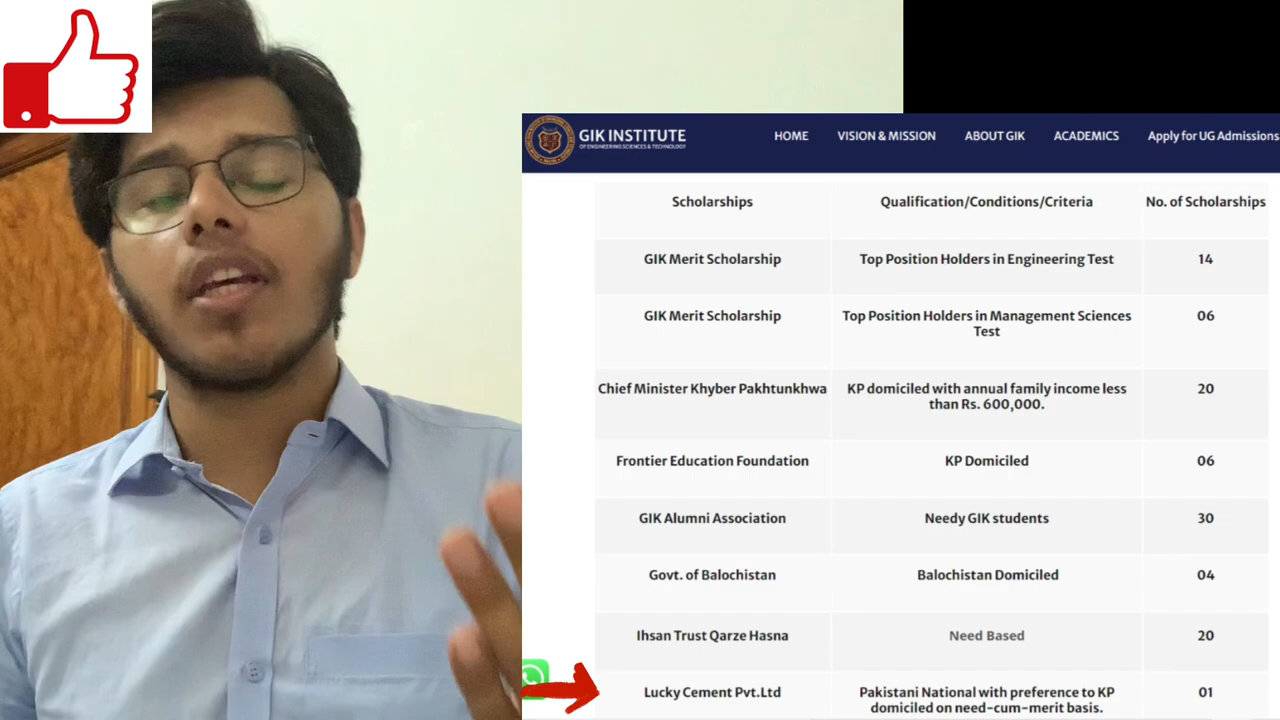 GIK INSTITUTE
OF ENGINEERING SCIENCES & TECHNOLOGY
HOME VISION & MISSION ABOUT GIK ACADEMICS Apply for UG Admissions
Scholarships Qualification/Conditions/Criteria No. of Scholarships
GIK Merit Scholarship Top Position Holders in Engineering Test 14
GIK Merit Scholarship Top Position Holders in Management Sciences
Test 06
Chief Minister Khyber Pakhtunkhwa KP domiciled with annual family income less
than Rs. 600,000. 20
Frontier Education Foundation KP Domiciled 06
GIK Alumni Association Needy GIK students 30
Govt. of Balochistan Balochistan Domiciled 04
Ihsan Trust Qarze Hasna Need Based 20
Lucky Cement Pvt.Ltd Pakistani National with preference to KP
domiciled on need-cum-merit basis. 01